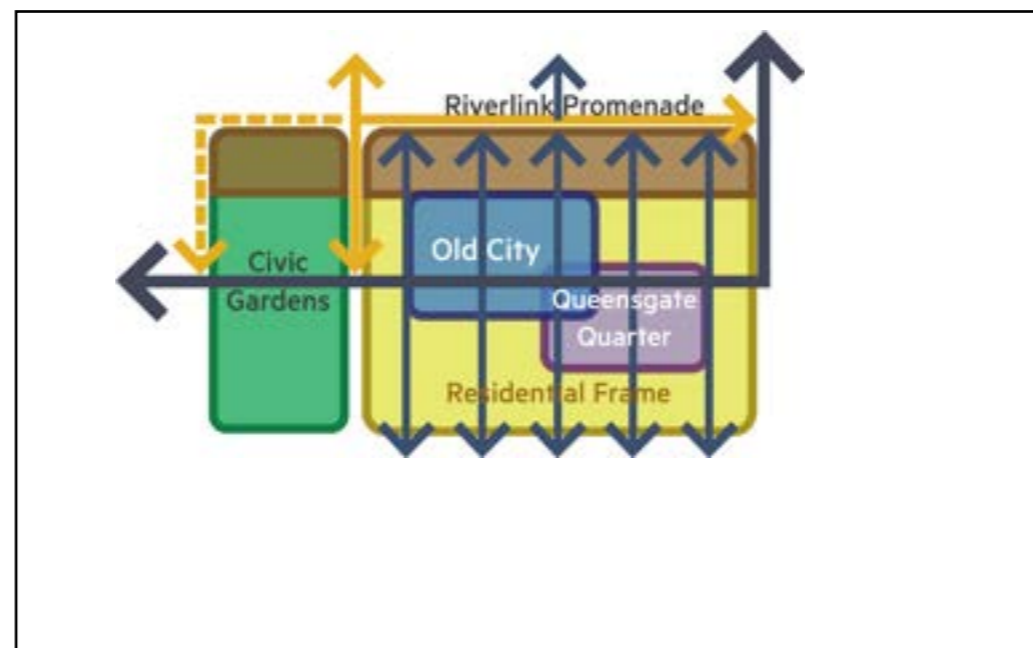 Riverlink Promenade
Old City
Civic
Gardens
Queensgate
Quarter
Residential Frame